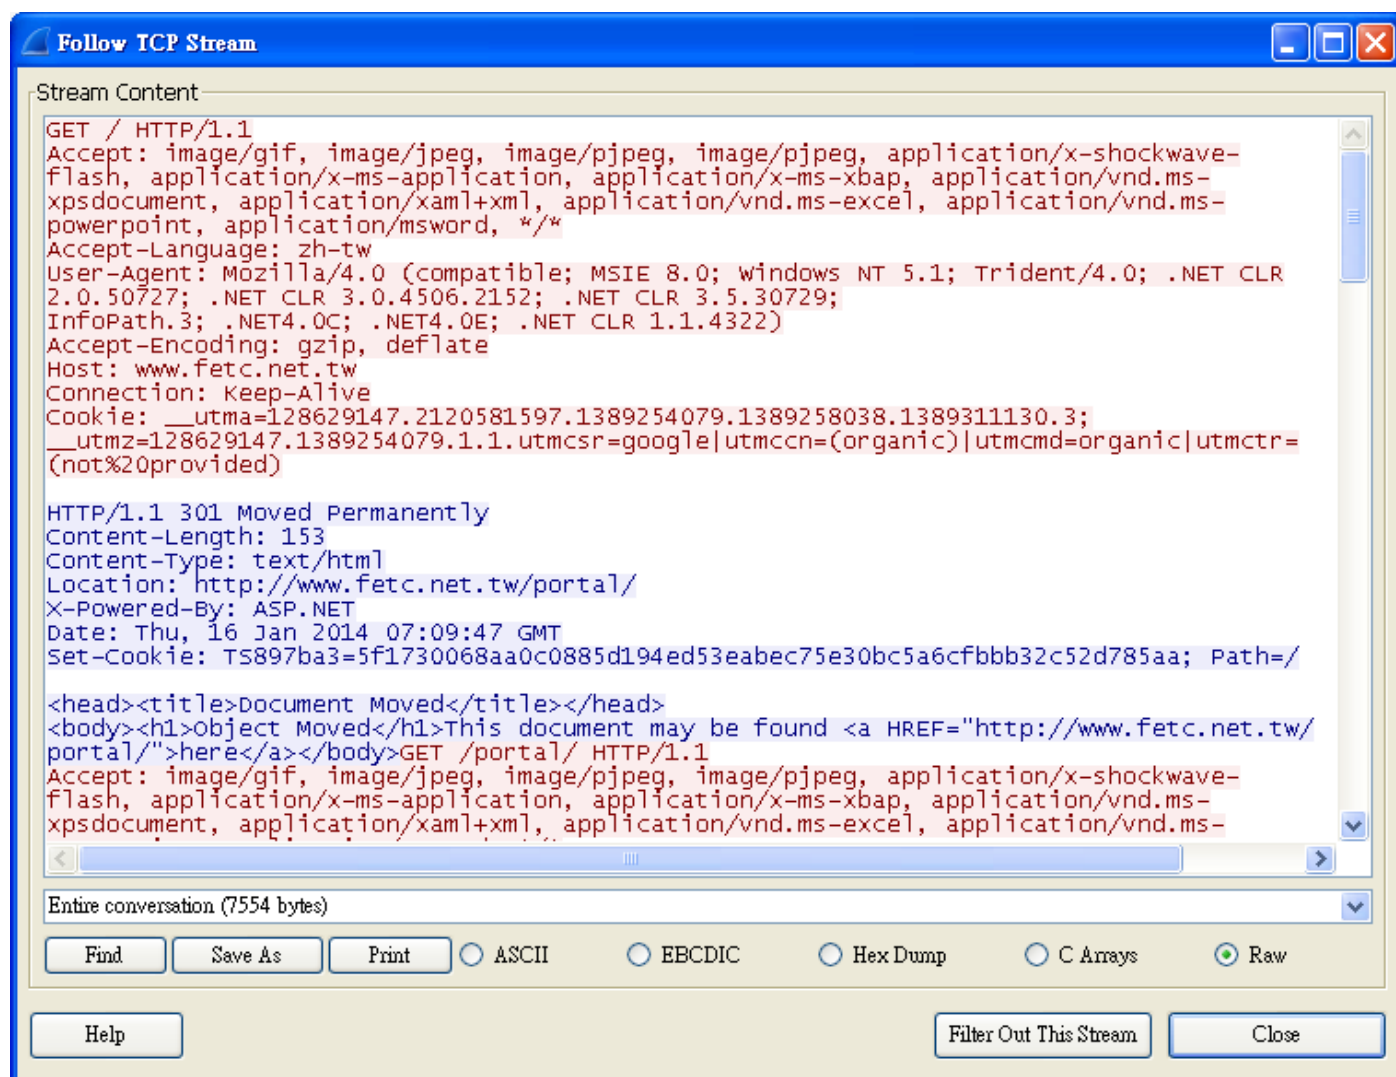 Follow TCP Stream
Stream Content
GET / HTTP/1.1
Accept: image/gif, image/jpeg, image/pjpeg, image/pjpeg, application/x-shockwave-
flash, application/x-ms-application, application/x-ms-xbap, application/vnd.ms-
xpsdocument, application/xaml+xml, application/vnd.ms-excel, application/vnd.ms-
powerpoint, application/msword, */*
Accept-Language: zh-tw
User-Agent: Mozilla/4.0 (compatible; MSIE 8.0; Windows NT 5.1; Trident/4.0; .NET CLR
2.0.50727; .NET CLR 3.0.4506.2152; .NET CLR 3.5.30729;
InfoPath.3; .NET4.0C; .NET4.0E; .NET CLR 1.1.4322)
Accept-Encoding: gzip, deflate
Host: www.fetc.net.tw
Connection: Keep-Alive
Cookie: __utma=128629147.2120581597.1389254079.1389258038.1389311130.3;
__utmz=128629147.1389254079.1.1.utmcsr=google|utmccn=(organic)|utmcmd=organic|utmctr=
(not%20provided)
HTTP/1.1 301 Moved Permanently
Content-Length: 153
Content-Type: text/html
Location: http://www.fetc.net.tw/portal/
X-Powered-By: ASP.NET
Date: Thu, 16 Jan 2014 07:09:47 GMT
Set-Cookie: TS897ba3=5f1730068aa0c0885d194ed53eabec75e30bc5a6cfbbb32c52d785aa; Path=/
<head><title>Document Moved</title></head>
<body><h1>Object Moved</h1>This document may be found <a HREF="http://www.fetc.net.tw/
portal/">here</a></body>GET /portal/ HTTP/1.1
Accept: image/gif, image/jpeg, image/pjpeg, image/pjpeg, application/x-shockwave-
flash, application/x-ms-application, application/x-ms-xbap, application/vnd.ms-
xpsdocument, application/xaml+xml, application/vnd.ms-excel, application/vnd.ms-
Entire conversation (7554 bytes)
Find Save As Print ASCII EBCDIC Hex Dump C Arrays Raw
Help Filter Out This Stream Close